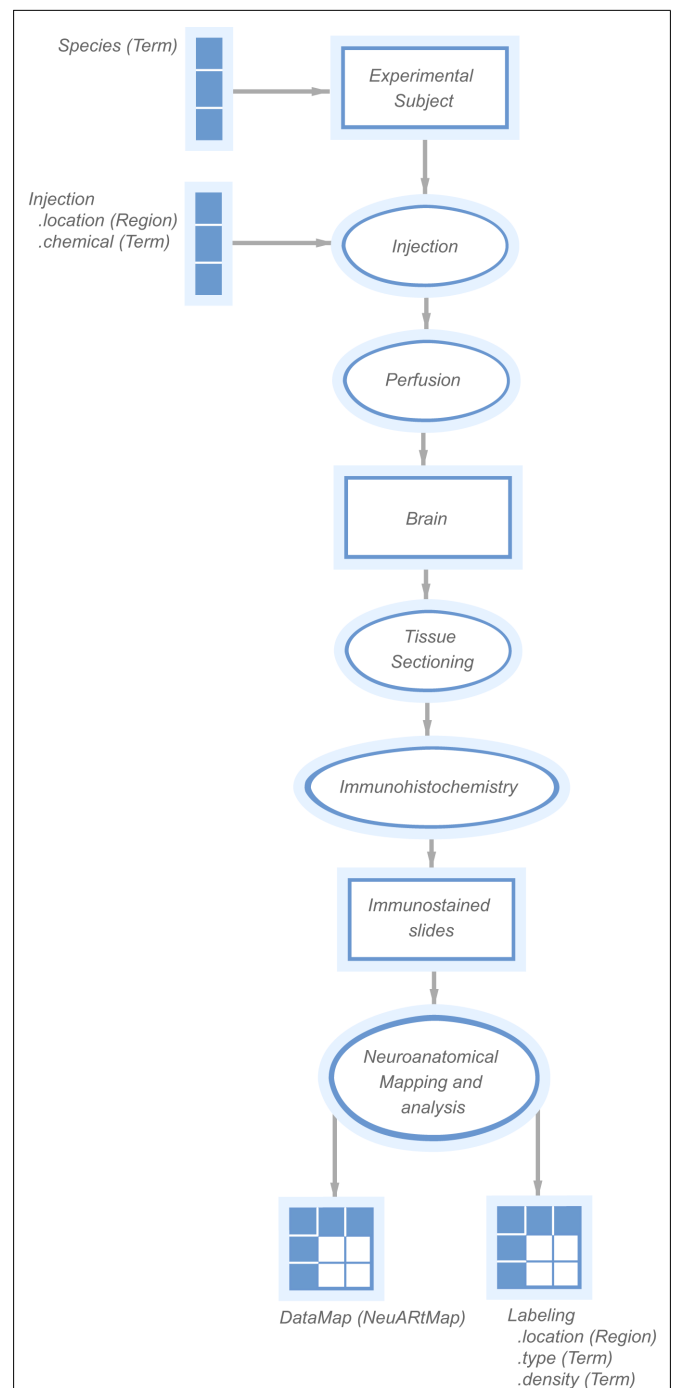 Species (Term)
Experimental
Subject
Injection
.location (Region)
.chemical (Term)
Injection
Perfusion
Brain
Tissue
Sectioning
Immunohistochemistry
Immunostained
slides
Neuroanatomical
Mapping and
analysis
DataMap (NeuARtMap)
Labeling
.location (Region)
.type (Term)
.density (Term)